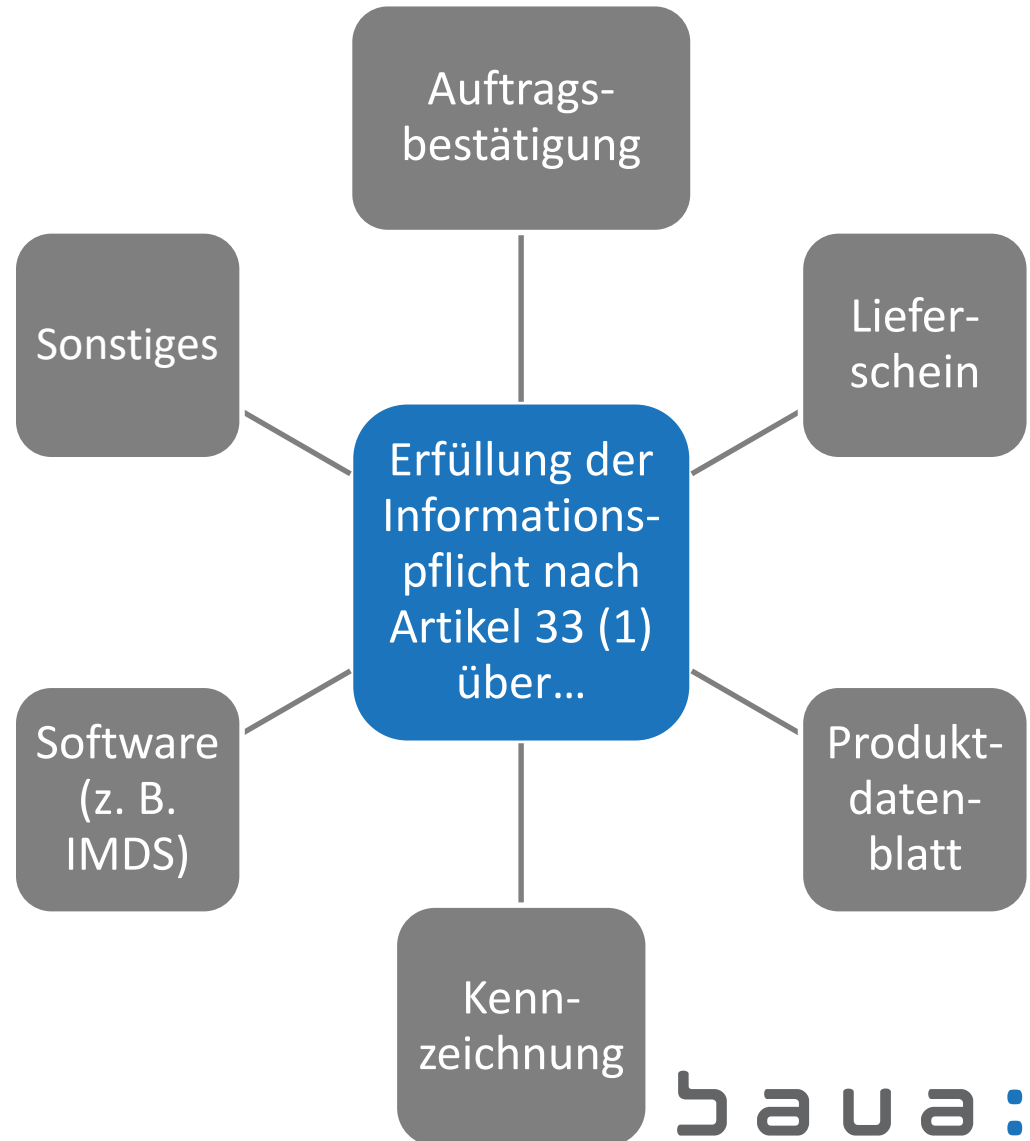 Auftrags-
bestätigung
Liefer-
schein
Produkt-
daten-
blatt
Kenn-
zeichnung
Software
(z. B.
IMDS)
Sonstiges
Erfüllung der
Informations-
pflicht nach
Artikel 33 (1)
über…
baua: